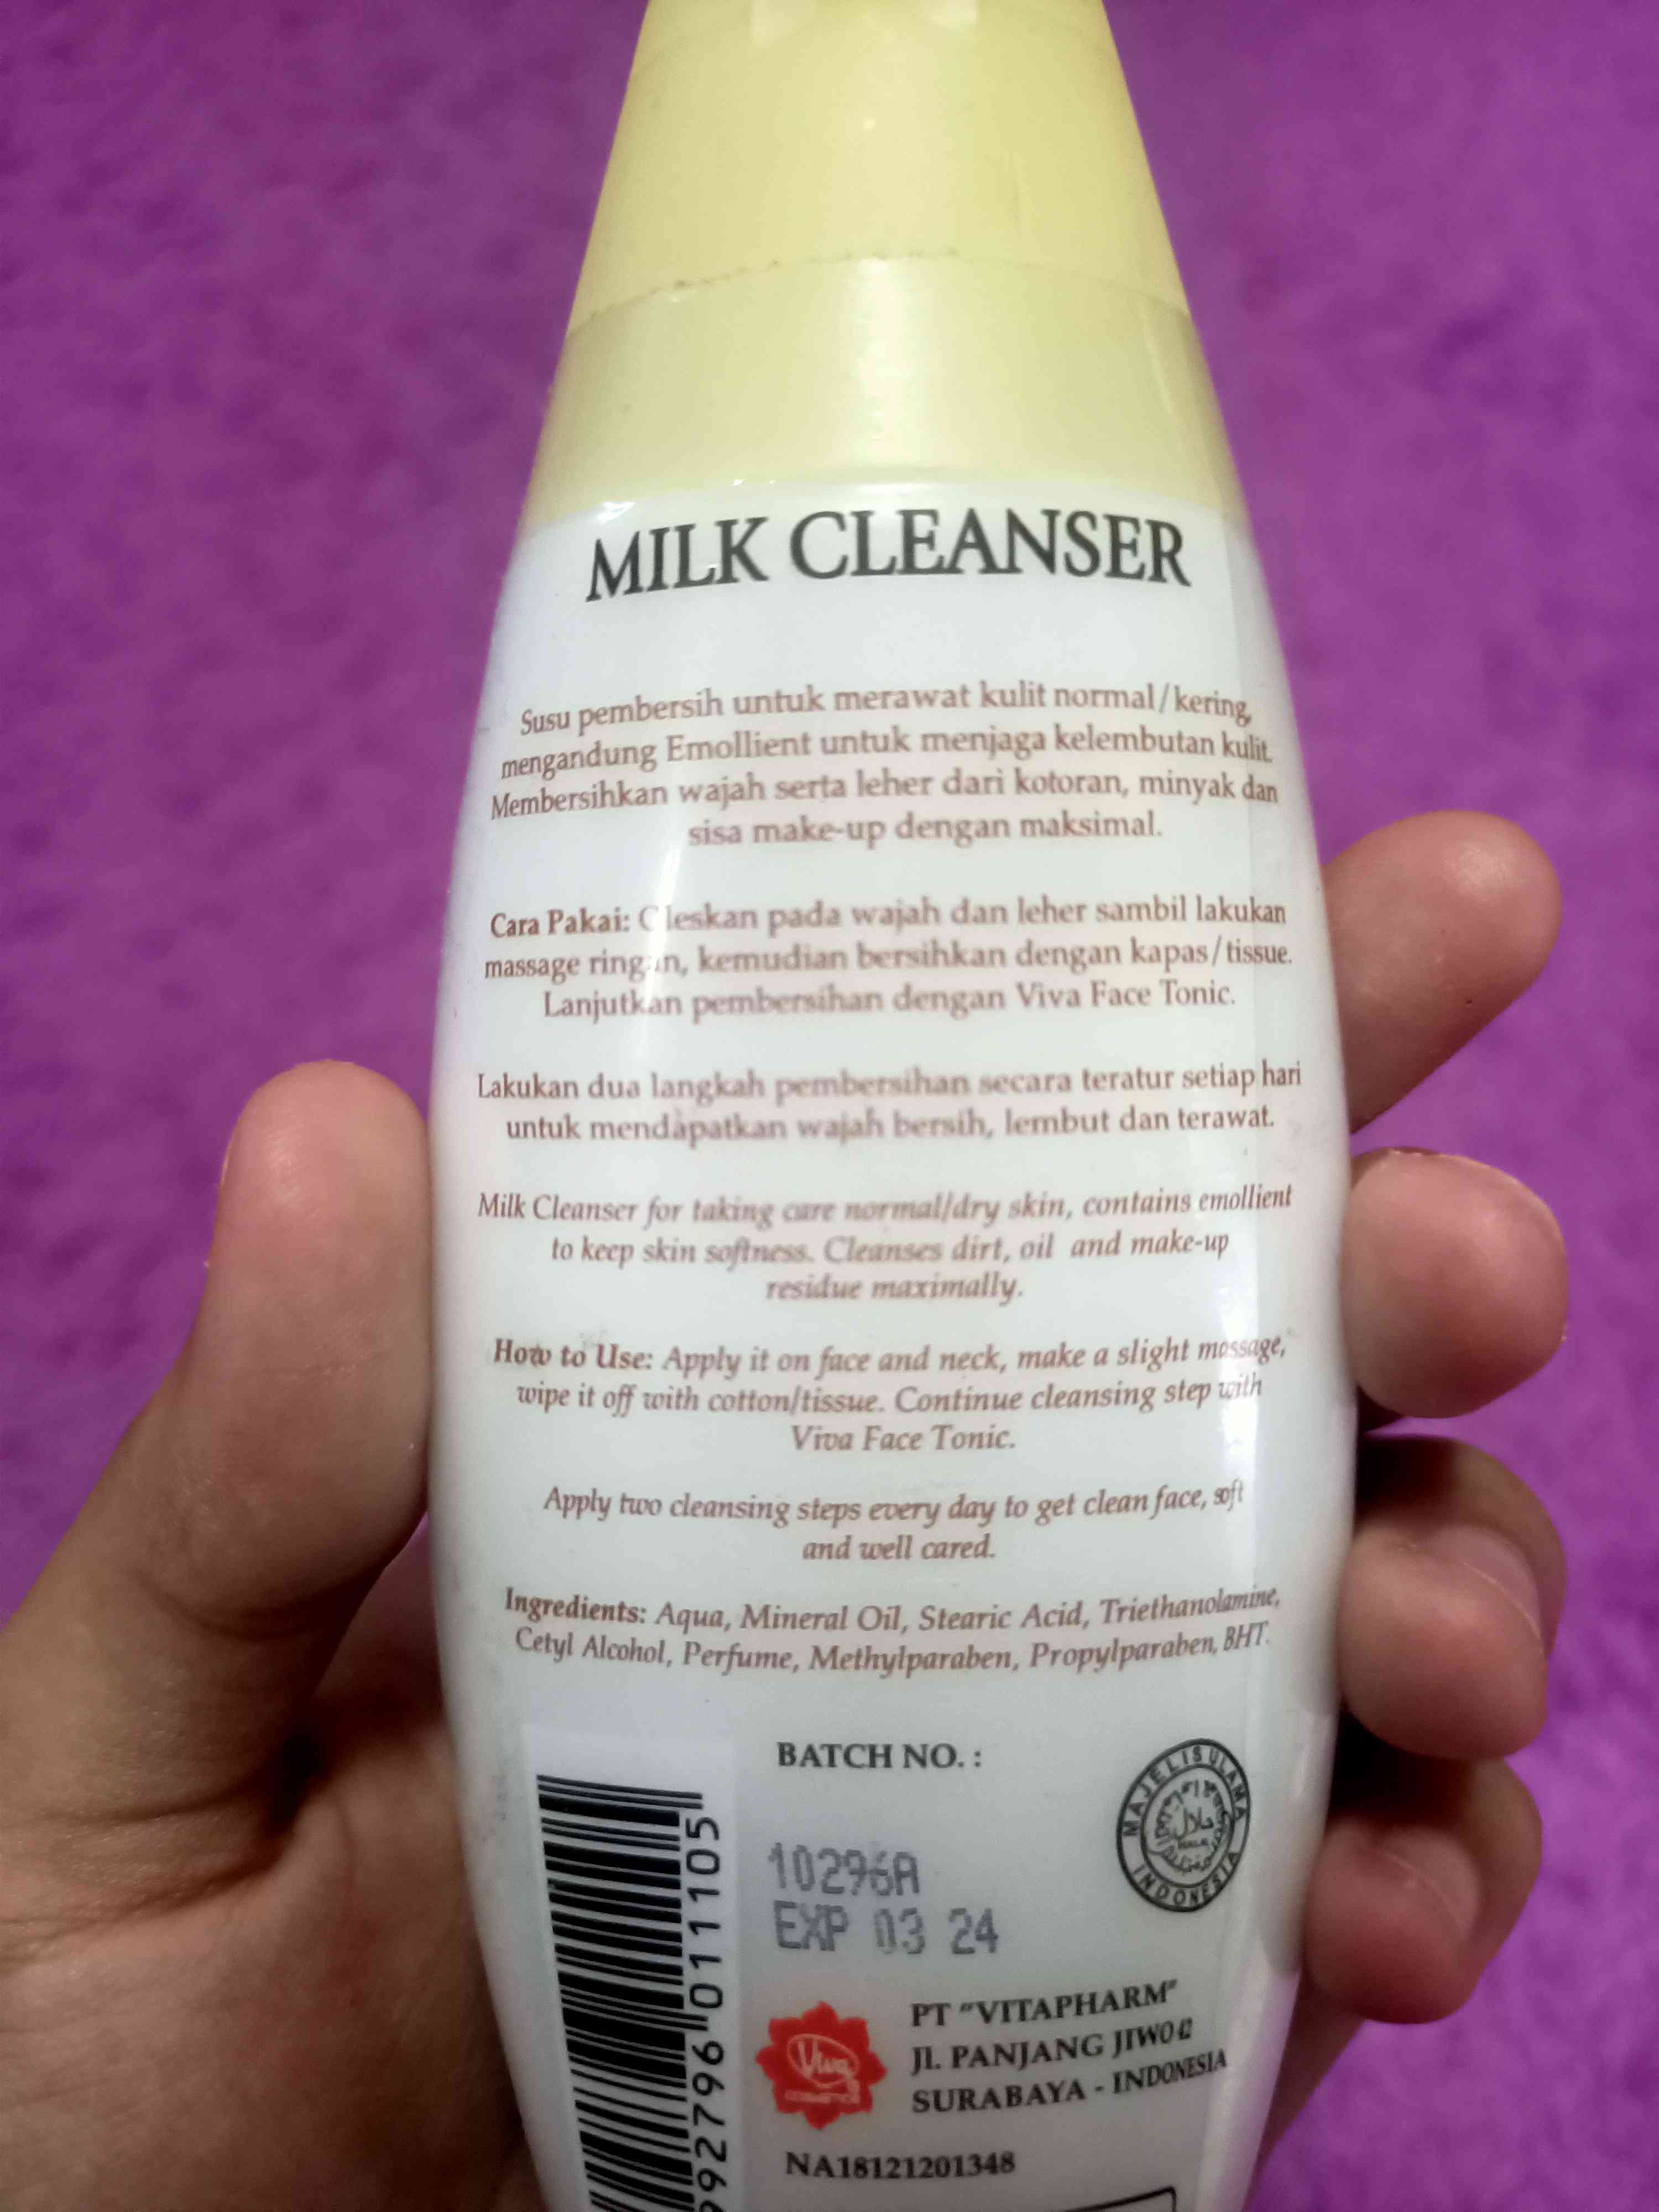 MILK CLEANSER
Susu pembersih untuk merawat kulit normal/kering,
mengandung Emollient untuk menjaga kelembutan kulit.
Membersihkan wajah serta leher dari kotoran, minyak dan
sisa make-up dengan maksimal.
Cara Pakai: Oleskan pada wajah dan leher sambil lakukan
massage ringan, kemudian bersihkan dengan kapas/tissue.
Lanjutkan pembersihan dengan Viva Face Tonic.
Lakukan dua langkah pembersihan secara teratur setiap hari
untuk mendapatkan wajah bersih, lembut dan terawat.
Milk Cleanser for taking care normal/dry skin, contains emollient
to keep skin softness. Cleanses dirt, oil and make-up
residue maximally.
How to Use: Apply it on face and neck, make a slight massage,
wipe it off with cotton/tissue. Continue cleansing step with
Viva Face Tonic.
Apply two cleansing steps every day to get clean face, soft
and well cared.
Ingredients: Aqua, Mineral Oil, Stearic Acid, Triethanolamine,
Cetyl Alcohol, Perfume, Methylparaben, Propylparaben, BHT.
BATCH NO. :
10296A
EXP 03 24
MAJELIS ULAMA
حلال
HALAL
INDONESIA
992796 011105
Viva
COSMETICS
PT "VITAPHARM"
Jl. PANJANG JIWO 42
SURABAYA - INDONESIA
NA18121201348